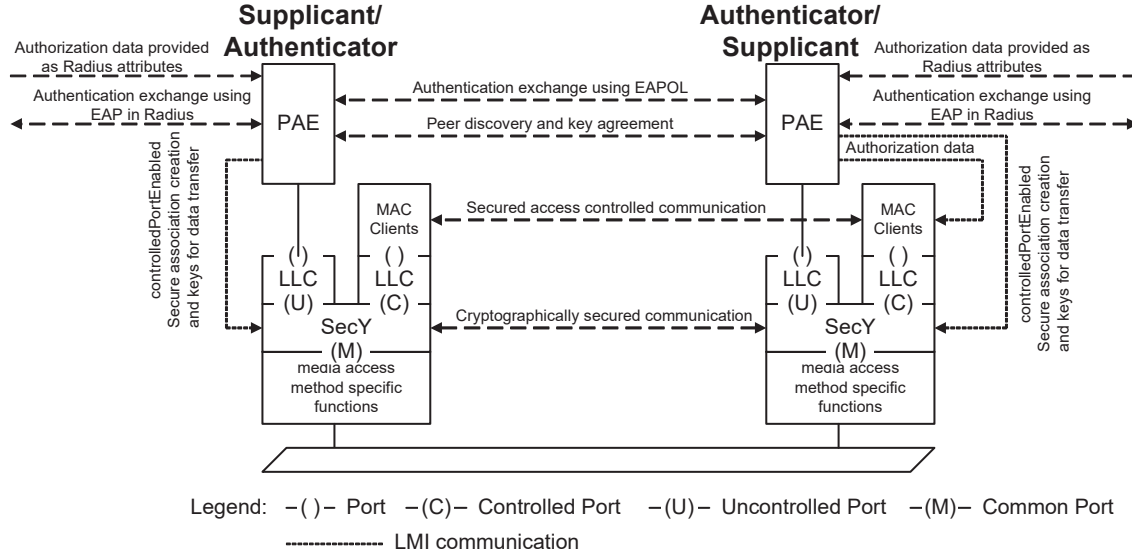 Supplicant/
Authenticator
Authenticator/
Supplicant
Authorization data provided
as Radius attributes
Authentication exchange using
EAP in Radius
PAE
Authentication exchange using EAPOL
Peer discovery and key agreement
PAE
Authorization data provided as
Radius attributes
Authentication exchange using
EAP in Radius
Authorization data
controlledPortEnabled
Secure association creation
and keys for data transfer
MAC
Clients
Secured access controlled communication
MAC
Clients
controlledPortEnabled
Secure association creation
and keys for data transfer
( )
LLC
(U)
( )
LLC
(C)
( )
LLC
(U)
( )
LLC
(C)
SecY
(M)
Cryptographically secured communication
SecY
(M)
media access
method specific
functions
media access
method specific
functions
Legend: –( )– Port –(C)– Controlled Port –(U)– Uncontrolled Port –(M)– Common Port
LMI communication